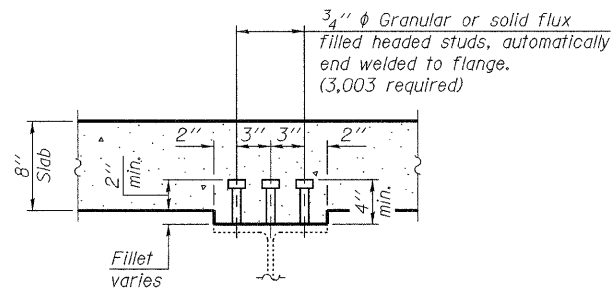 3/4" ϕ Granular or solid flux
filled headed studs, automatically
end welded to flange.
(3,003 required)
2" 3" 3" 2"
8"
Slab
2"
min.
4"
min.
Fillet
varies